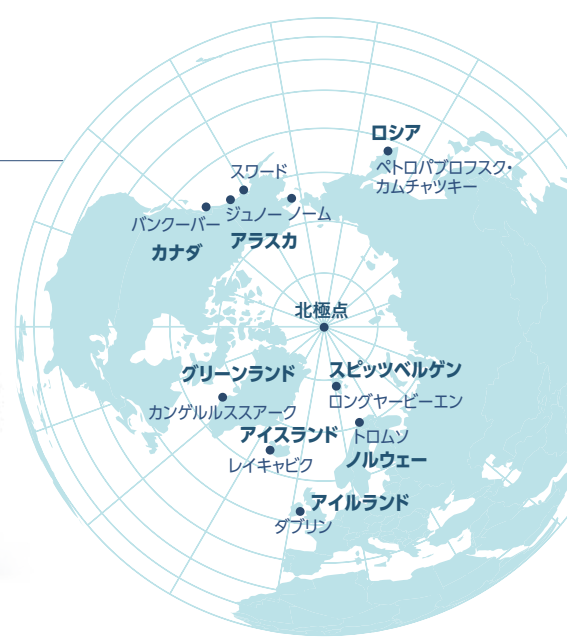 ロシア
ペトロパブロフスク・
カムチャツキー
スワード
ジュノー
ノーム
バンクーバー
アラスカ
カナダ
北極点
グリーンランド
スピッツベルゲン
カンゲルルススアーク
ロングヤービーエン
アイスランド
トロムソ
レイキャビク
ノルウェー
アイルランド
ダブリン